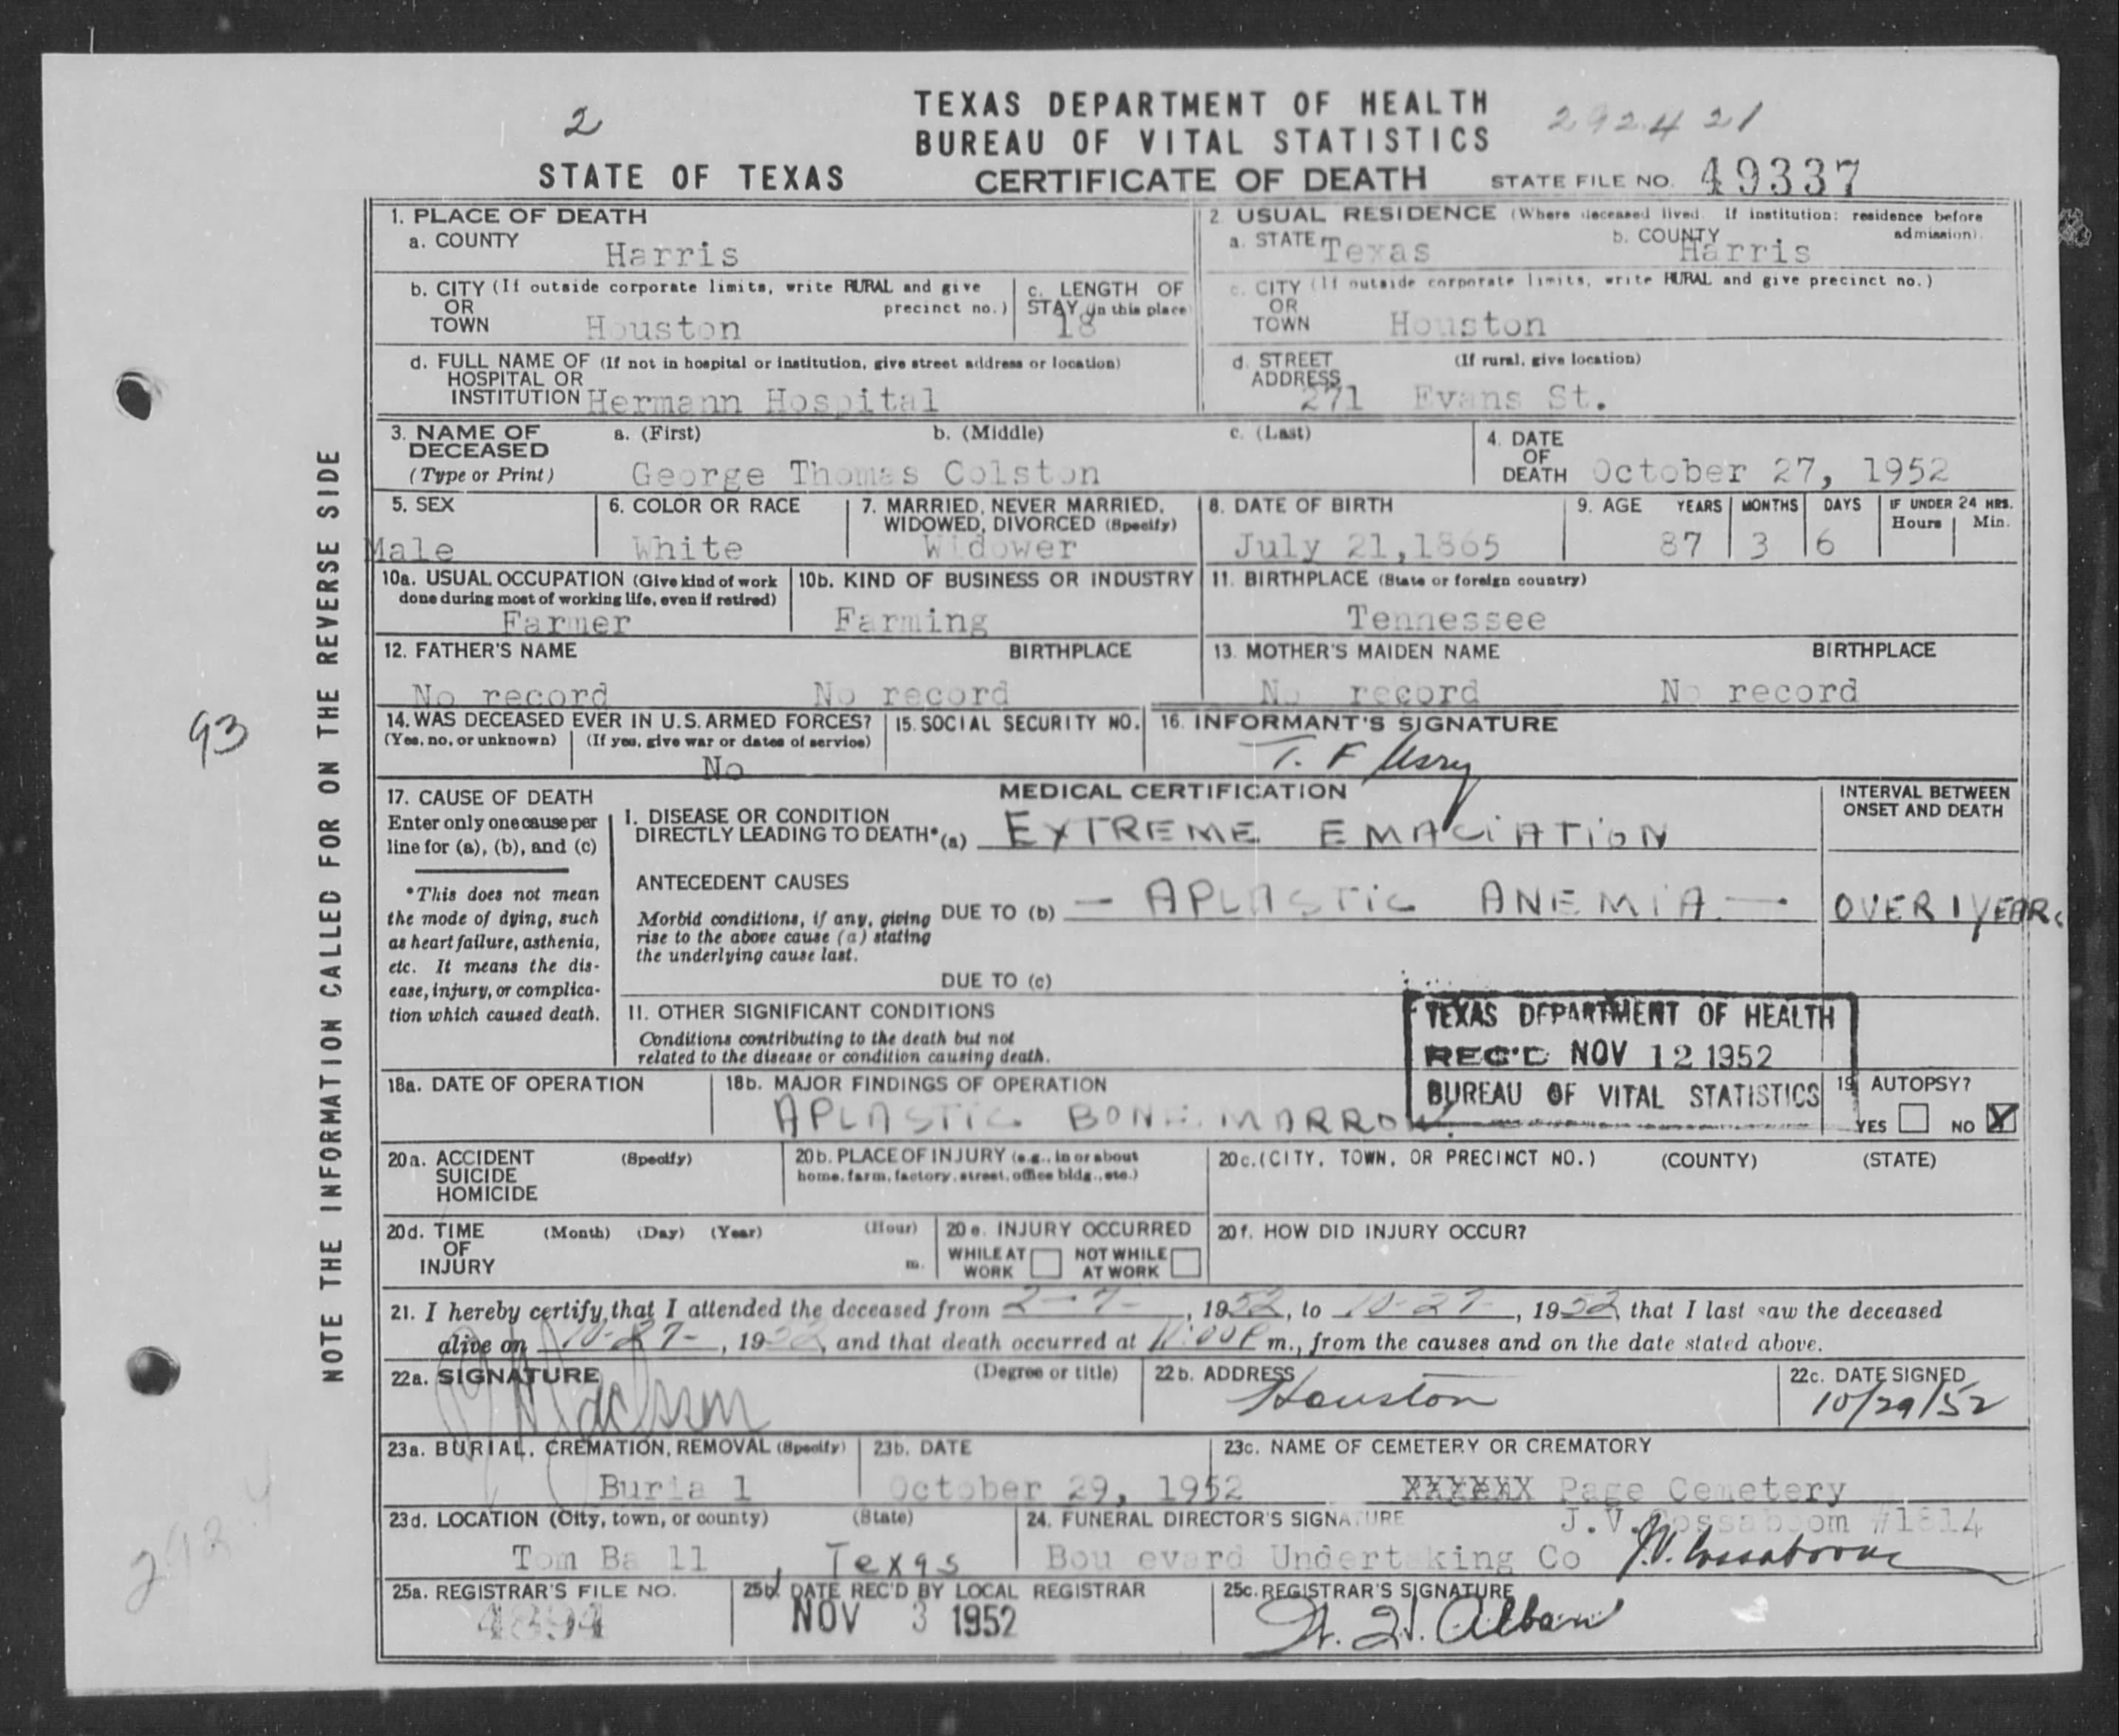 TEXAS DEPARTMENT OF HEALTH
BUREAU OF VITAL STATISTICS
2
292421
STATE OF TEXAS CERTIFICATE OF DEATH STATE FILE NO. 49337
NOTE THE INFORMATION CALLED FOR ON THE REVERSE SIDE
93
1. PLACE OF DEATH
a. COUNTY Harris
2. USUAL RESIDENCE (Where deceased lived. If institution: residence before admission).
a. STATE Texas b. COUNTY Harris
b. CITY (If outside corporate limits, write RURAL and give precinct no.)
OR
TOWN Houston
c. LENGTH OF
STAY (in this place)
18
c. CITY (If outside corporate limits, write RURAL and give precinct no.)
OR
TOWN Houston
d. FULL NAME OF (If not in hospital or institution, give street address or location)
HOSPITAL OR
INSTITUTION Hermann Hospital
d. STREET (If rural, give location)
ADDRESS
271 Evans St.
3. NAME OF DECEASED a. (First) b. (Middle) c. (Last)
(Type or Print) George Thomas Colston
4. DATE OF DEATH October 27, 1952
5. SEX
Male
6. COLOR OR RACE
White
7. MARRIED, NEVER MARRIED,
WIDOWED, DIVORCED (Specify)
Widower
8. DATE OF BIRTH
July 21,1865
9. AGE YEARS MONTHS DAYS IF UNDER 24 HRS.
Hours Min.
87 3 6
10a. USUAL OCCUPATION (Give kind of work
done during most of working life, even if retired)
Farmer
10b. KIND OF BUSINESS OR INDUSTRY
Farming
11. BIRTHPLACE (State or foreign country)
Tennessee
12. FATHER'S NAME BIRTHPLACE
No record No record
13. MOTHER'S MAIDEN NAME BIRTHPLACE
No record No record
14. WAS DECEASED EVER IN U.S. ARMED FORCES?
(Yes, no, or unknown) (If yes, give war or dates of service)
No
15. SOCIAL SECURITY NO.
16. INFORMANT'S SIGNATURE
T. F Usry
17. CAUSE OF DEATH
Enter only one cause per
line for (a), (b), and (c)
*This does not mean
the mode of dying, such
as heart failure, asthenia,
etc. It means the dis-
ease, injury, or complica-
tion which caused death.
MEDICAL CERTIFICATION
INTERVAL BETWEEN
ONSET AND DEATH
I. DISEASE OR CONDITION
DIRECTLY LEADING TO DEATH* (a) EXTREME EMACIATION
ANTECEDENT CAUSES
Morbid conditions, if any, giving
rise to the above cause (a) stating
the underlying cause last.
DUE TO (b) — APLASTIC ANEMIA — OVER 1 YEAR
DUE TO (c)
II. OTHER SIGNIFICANT CONDITIONS
Conditions contributing to the death but not
related to the disease or condition causing death.
TEXAS DEPARTMENT OF HEALTH
REC'D NOV 12 1952
BUREAU OF VITAL STATISTICS
18a. DATE OF OPERATION
18b. MAJOR FINDINGS OF OPERATION
APLASTIC BONE MARROW.
19. AUTOPSY?
YES NO X
20a. ACCIDENT (Specify)
SUICIDE
HOMICIDE
20b. PLACE OF INJURY (e.g., in or about
home, farm, factory, street, office bldg., etc.)
20c. (CITY, TOWN, OR PRECINCT NO.) (COUNTY) (STATE)
20d. TIME (Month) (Day) (Year) (Hour)
OF
INJURY m.
20e. INJURY OCCURRED
WHILE AT WORK NOT WHILE AT WORK
20f. HOW DID INJURY OCCUR?
21. I hereby certify that I attended the deceased from 2-7-, 1952, to 10-27-, 1952, that I last saw the deceased
alive on 10-27-, 1952, and that death occurred at 11:00P m., from the causes and on the date stated above.
22a. SIGNATURE (Degree or title)
Jackson
22b. ADDRESS
Houston
22c. DATE SIGNED
10/29/52
23a. BURIAL, CREMATION, REMOVAL (Specify)
Burial
23b. DATE
October 29, 1952
23c. NAME OF CEMETERY OR CREMATORY
XXXXXX Page Cemetery
23d. LOCATION (City, town, or county) (State)
Tom Ball, Texas
24. FUNERAL DIRECTOR'S SIGNATURE
J.V. Cossaboom #1814
Boulevard Undertaking Co J.V. Cossaboom
25a. REGISTRAR'S FILE NO.
4894
25b. DATE REC'D BY LOCAL REGISTRAR
NOV 3 1952
25c. REGISTRAR'S SIGNATURE
W. H. Alban